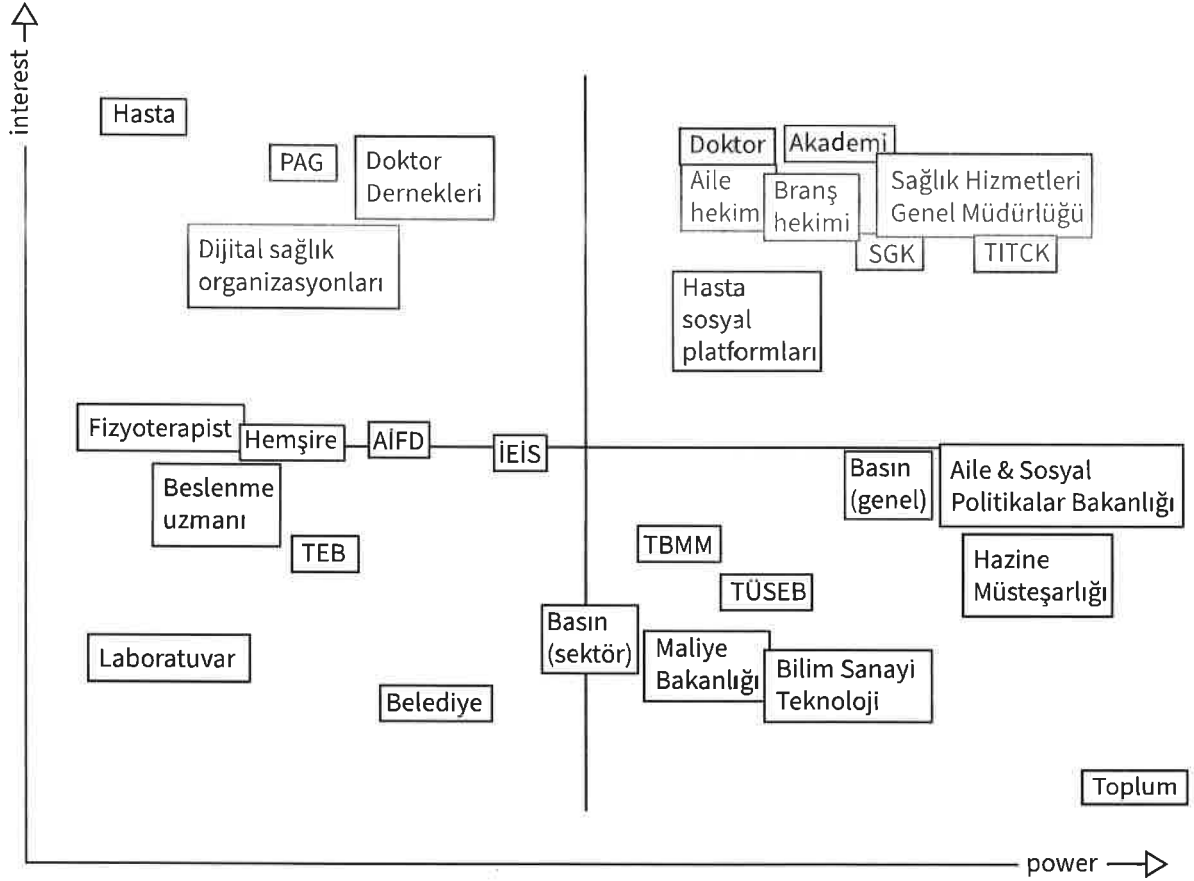 interest
Hasta
PAG
Doktor
Dernekleri
Dijital sağlık
organizasyonları
Doktor
Akademi
Aile
hekim
Branş
hekimi
Sağlık Hizmetleri
Genel Müdürlüğü
SGK
TITCK
Hasta
sosyal
platformları
Fizyoterapist
Hemşire
AİFD
İEİS
Beslenme
uzmanı
TEB
Laboratuvar
Belediye
Basın
(genel)
Aile & Sosyal
Politikalar Bakanlığı
TBMM
Hazine
Müsteşarlığı
TÜSEB
Basın
(sektör)
Maliye
Bakanlığı
Bilim Sanayi
Teknoloji
Toplum
power